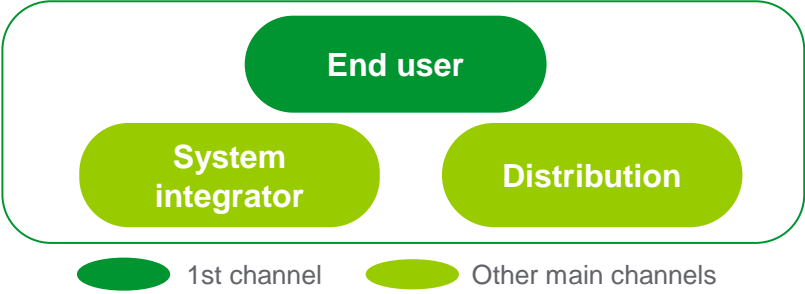 End user
System
integrator
Distribution
1st channel
Other main channels